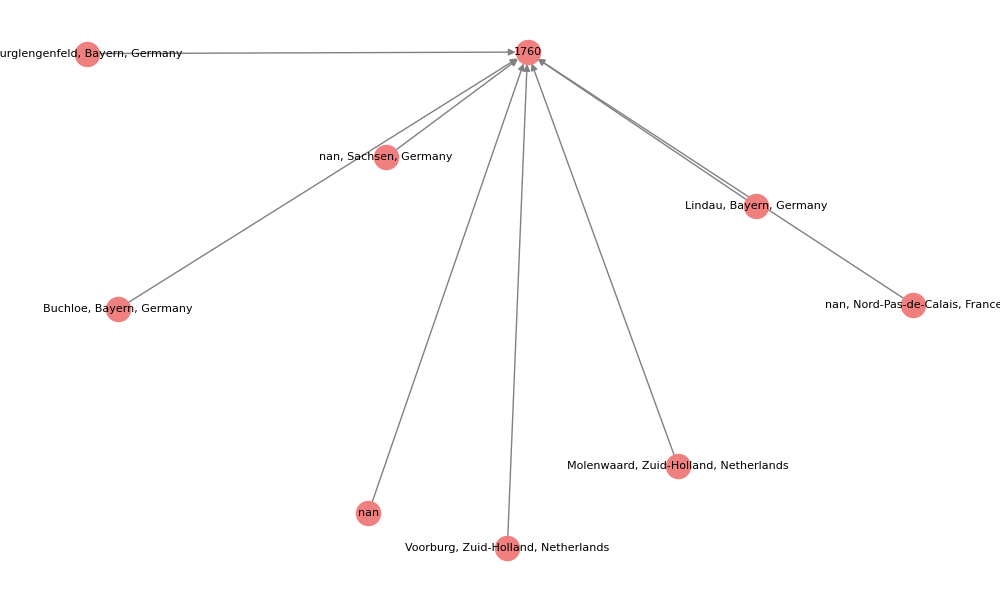 urglengenfeld, Bayern, Germany
1760
nan, Sachsen, Germany
Lindau, Bayern, Germany
Buchloe, Bayern, Germany
nan, Nord-Pas-de-Calais, France
Molenwaard, Zuid-Holland, Netherlands
nan
Voorburg, Zuid-Holland, Netherlands